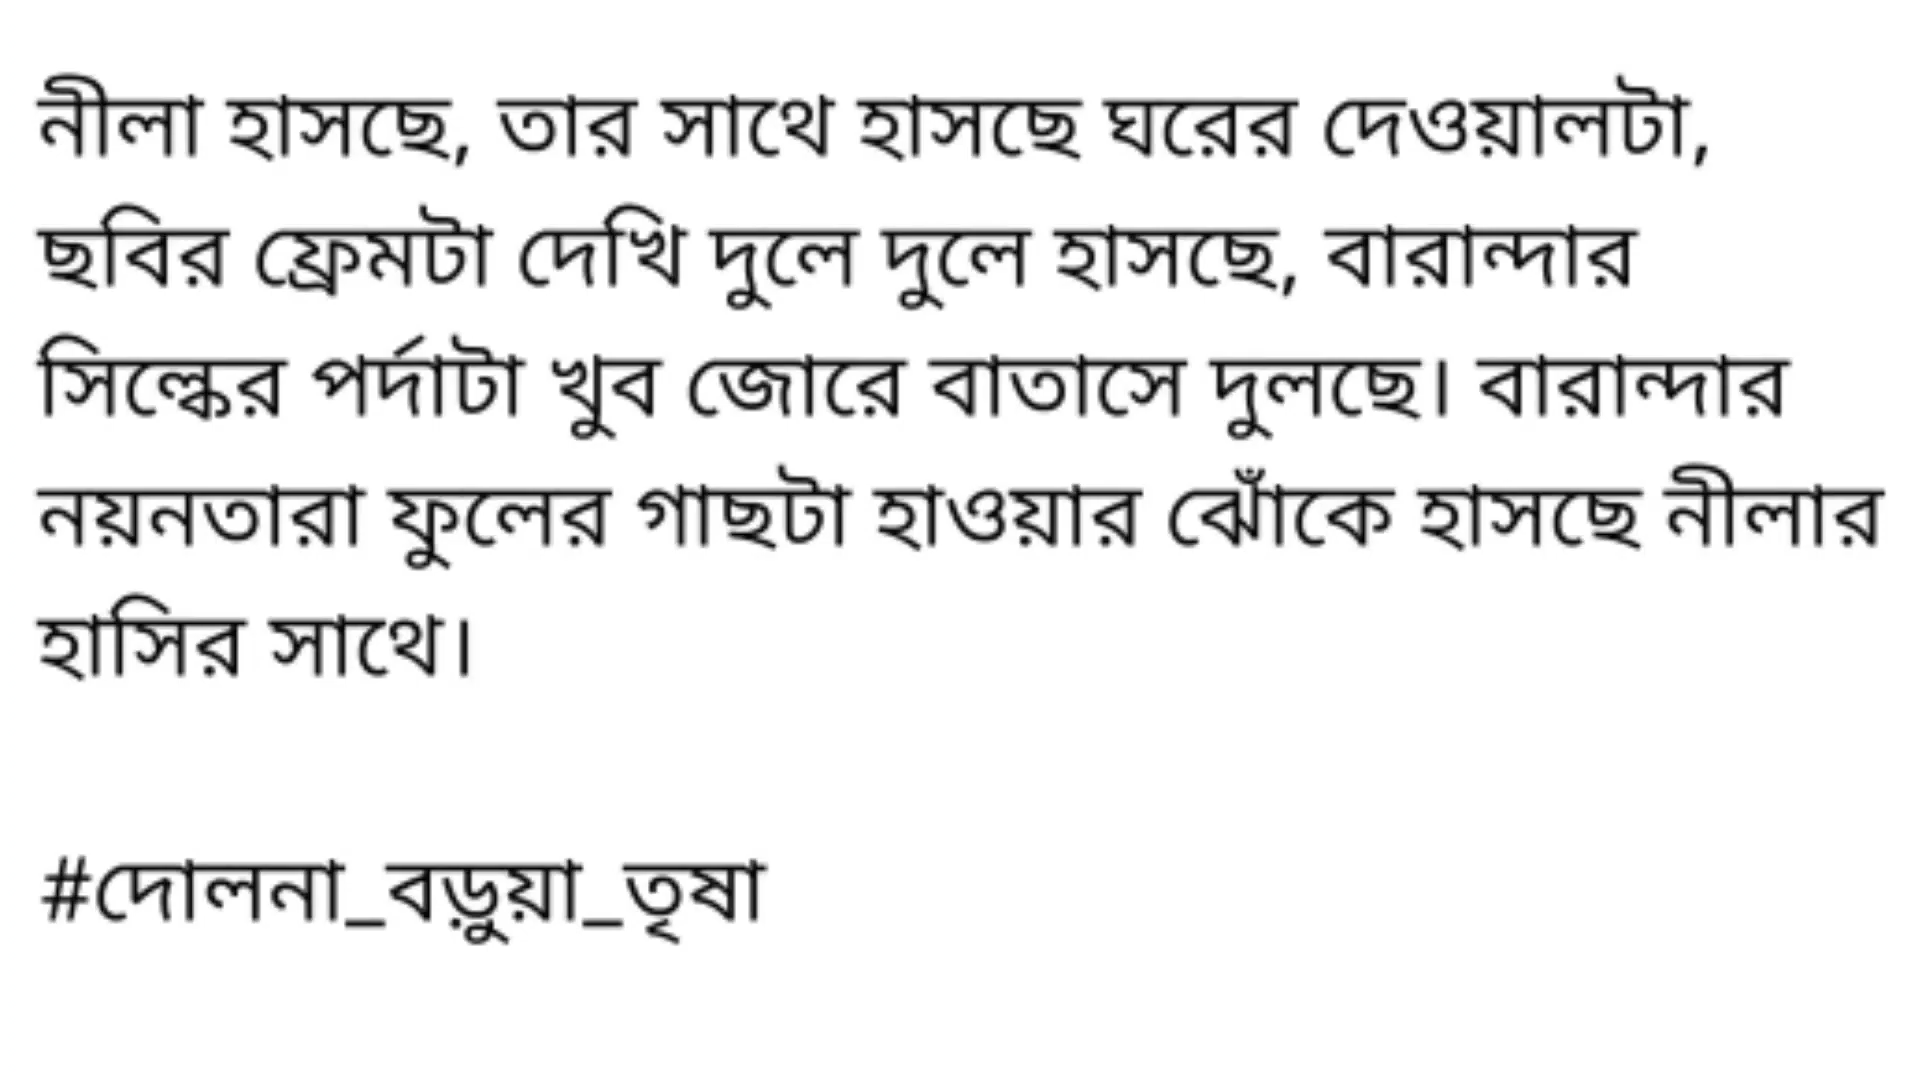 নীলা হাসছে, তার সাথে হাসছে ঘরের দেওয়ালটা,
ছবির ফ্রেমটা দেখি দুলে দুলে হাসছে, বারান্দার
সিল্কের পর্দাটা খুব জোরে বাতাসে দুলছে। বারান্দার
নয়নতারা ফুলের গাছটা হাওয়ার ঝোঁকে হাসছে নীলার
হাসির সাথে।
#দোলনা_বড়ুয়া_তৃষা